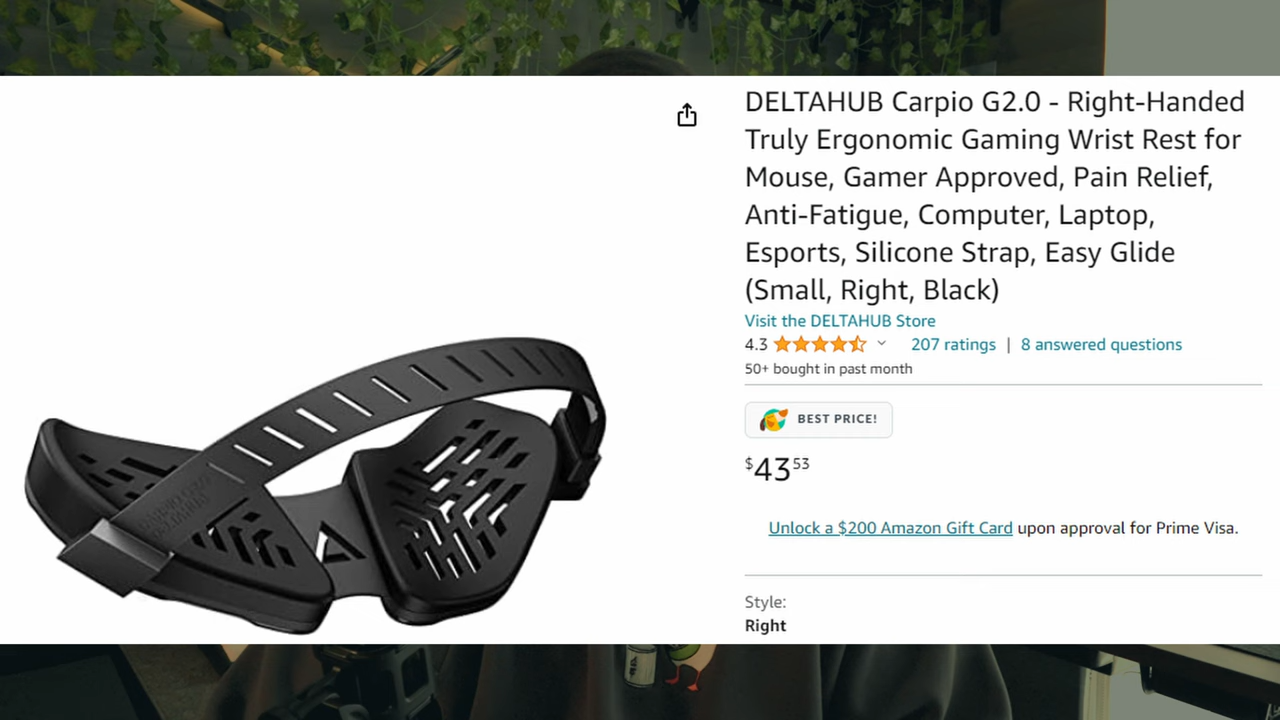 DELTAHUB Carpio G2.0 - Right-Handed
Truly Ergonomic Gaming Wrist Rest for
Mouse, Gamer Approved, Pain Relief,
Anti-Fatigue, Computer, Laptop,
Esports, Silicone Strap, Easy Glide
(Small, Right, Black)
Visit the DELTAHUB Store
4.3 207 ratings | 8 answered questions
50+ bought in past month
BEST PRICE!
$43 53
Unlock a $200 Amazon Gift Card upon approval for Prime Visa.
Style:
Right